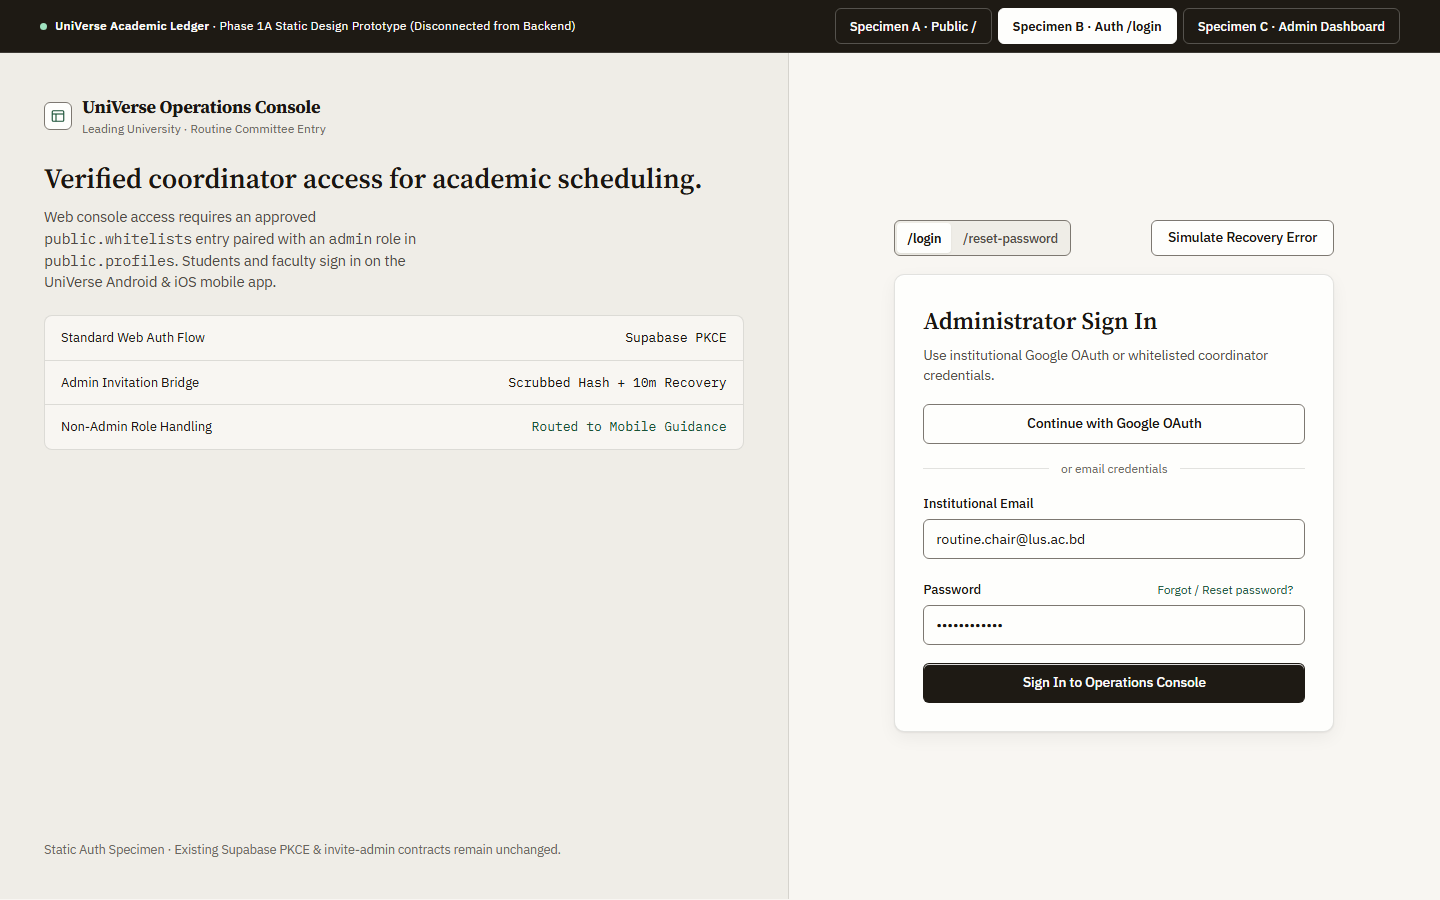 UniVerse Academic Ledger · Phase 1A Static Design Prototype (Disconnected from Backend)
Specimen A · Public /
Specimen B · Auth /login
Specimen C · Admin Dashboard
UniVerse Operations Console
Leading University · Routine Committee Entry
Verified coordinator access for academic scheduling.
Web console access requires an approved
public.whitelists entry paired with an admin role in
public.profiles. Students and faculty sign in on the
UniVerse Android & iOS mobile app.
Standard Web Auth Flow
Supabase PKCE
Admin Invitation Bridge
Scrubbed Hash + 10m Recovery
Non-Admin Role Handling
Routed to Mobile Guidance
Static Auth Specimen · Existing Supabase PKCE & invite-admin contracts remain unchanged.
/login
/reset-password
Simulate Recovery Error
Administrator Sign In
Use institutional Google OAuth or whitelisted coordinator
credentials.
Continue with Google OAuth
or email credentials
Institutional Email
routine.chair@lus.ac.bd
Password
Forgot / Reset password?
••••••••••••
Sign In to Operations Console